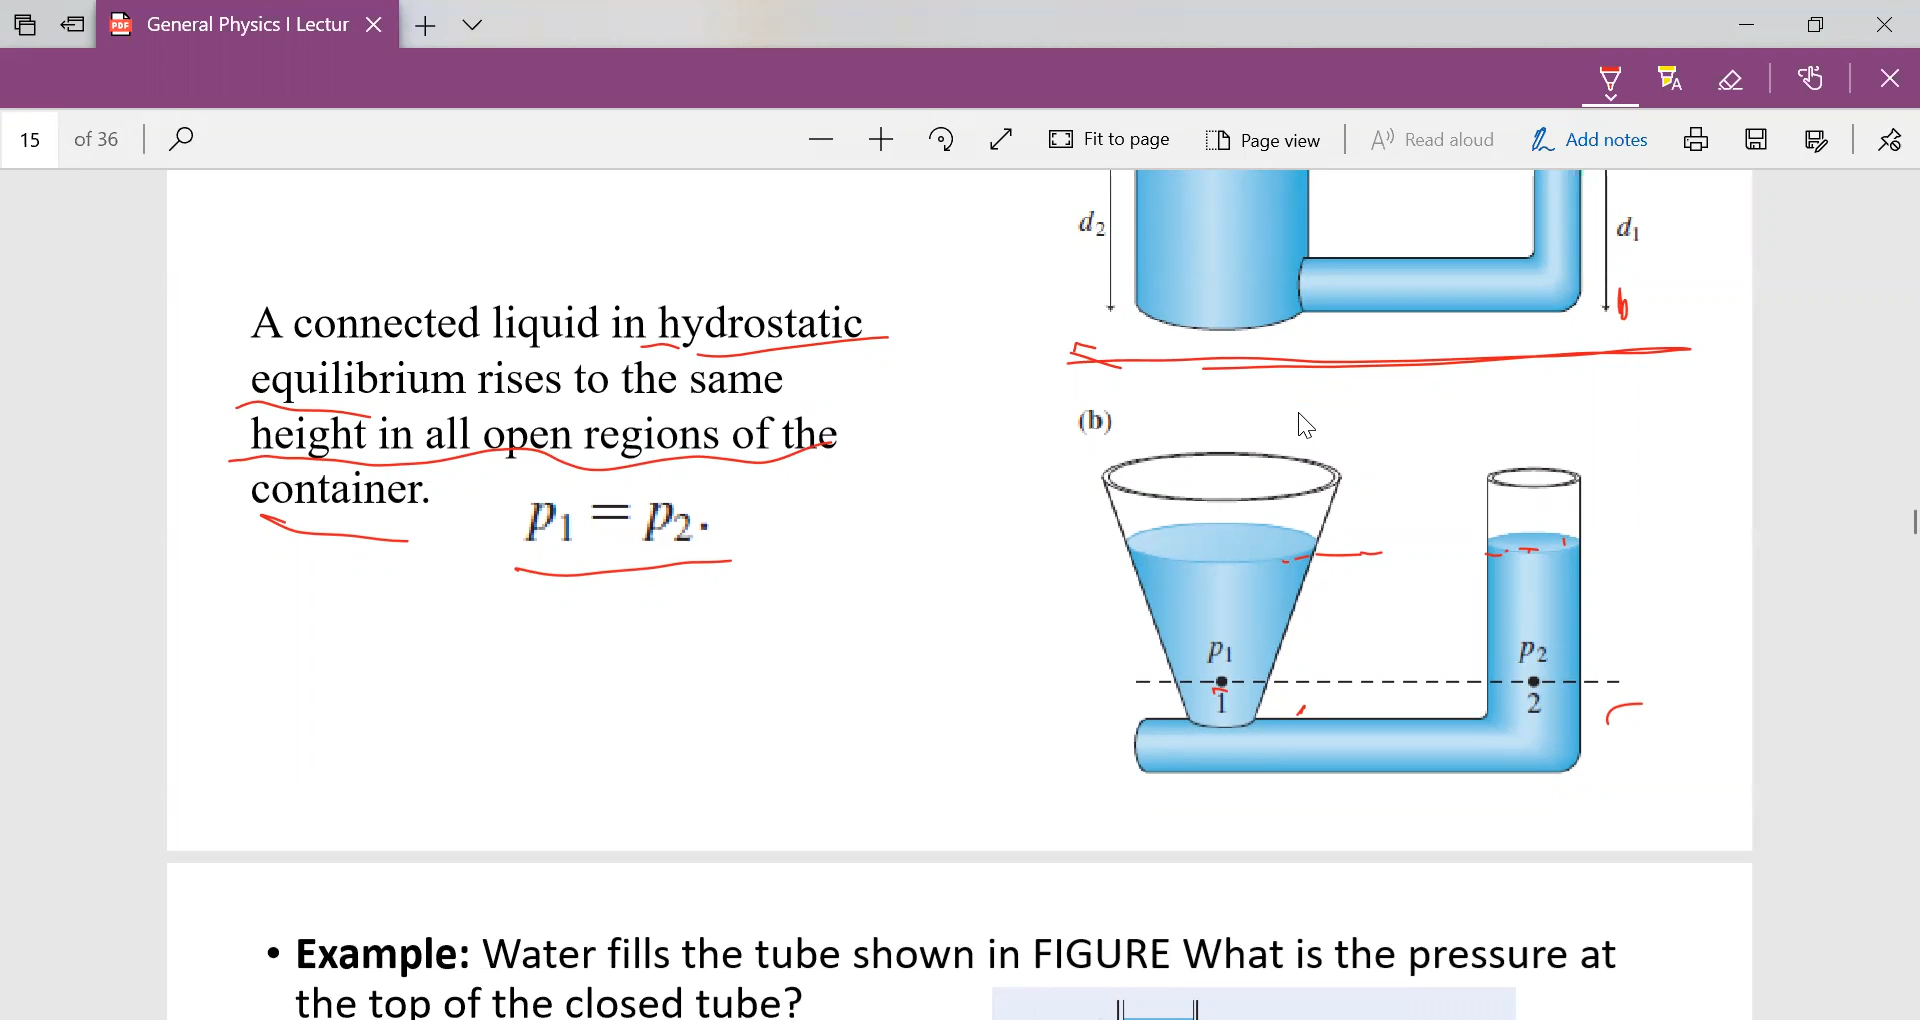 General Physics I Lectur
15 of 36
Fit to page
Page view
Read aloud
Add notes
d2
d1
b
A connected liquid in hydrostatic
equilibrium rises to the same
height in all open regions of the
container.
p1 = p2.
(b)
p1
p2
1
2
• Example: Water fills the tube shown in FIGURE What is the pressure at
the top of the closed tube?